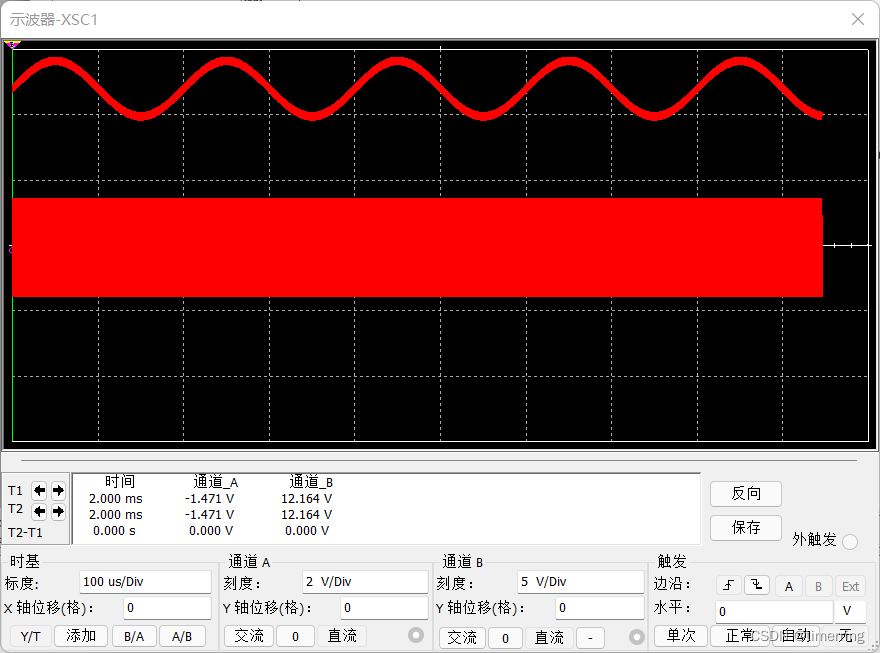 示波器-XSC1
时间 通道_A 通道_B
T1 2.000 ms -1.471 V 12.164 V
T2 2.000 ms -1.471 V 12.164 V
T2-T1 0.000 s 0.000 V 0.000 V
反向
保存
外触发
时基 通道 A 通道 B 触发
标度: 100 us/Div 刻度: 2 V/Div 刻度: 5 V/Div 边沿: A B Ext
X 轴位移(格): 0 Y 轴位移(格): 0 Y 轴位移(格): 0 水平: 0 V
Y/T 添加 B/A A/B 交流 0 直流 交流 0 直流 - 单次 正常 自动 无